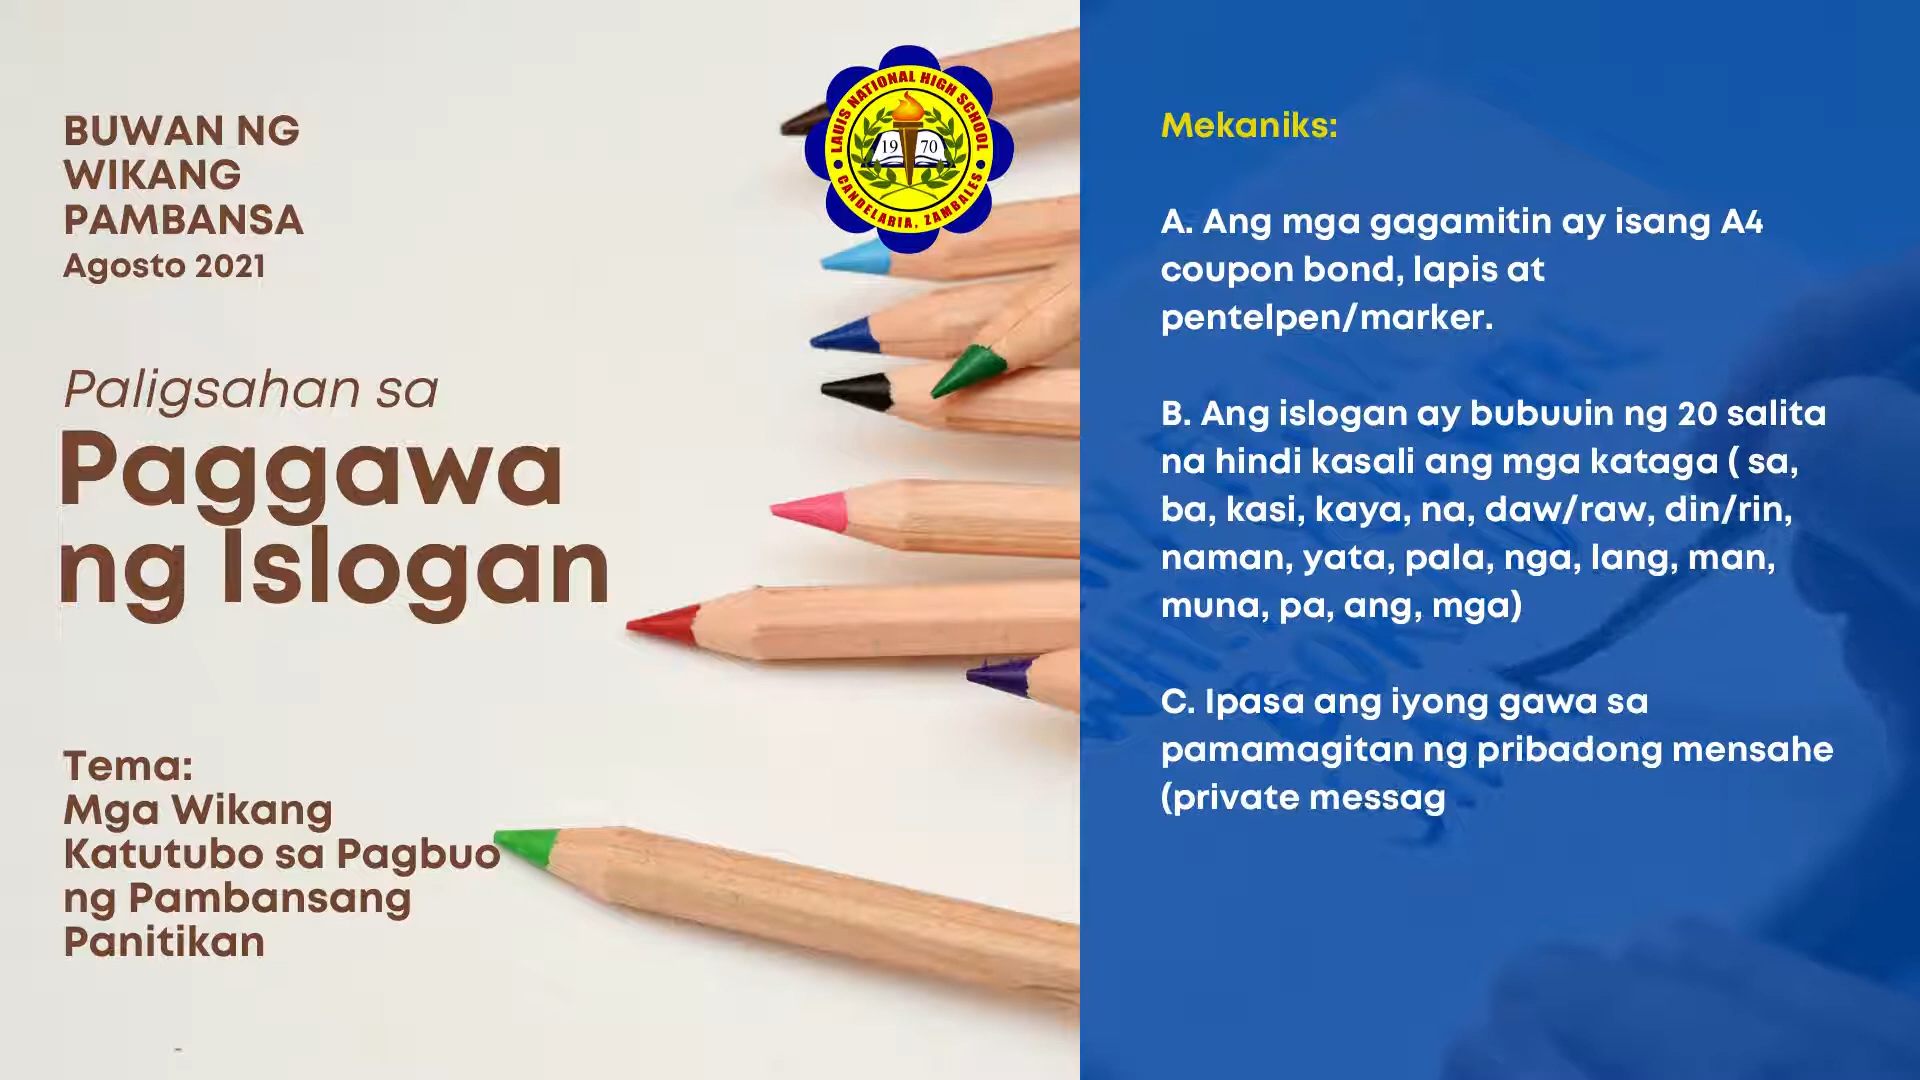 BUWAN NG
WIKANG
PAMBANSA
Agosto 2021
Paligsahan sa
Paggawa
ng Islogan
Tema:
Mga Wikang
Katutubo sa Pagbuo
ng Pambansang
Panitikan
LAUIS NATIONAL HIGH SCHOOL
19 70
CANDELARIA, ZAMBALES
Mekaniks:
A. Ang mga gagamitin ay isang A4
coupon bond, lapis at
pentelpen/marker.
B. Ang islogan ay bubuuin ng 20 salita
na hindi kasali ang mga kataga ( sa,
ba, kasi, kaya, na, daw/raw, din/rin,
naman, yata, pala, nga, lang, man,
muna, pa, ang, mga)
C. Ipasa ang iyong gawa sa
pamamagitan ng pribadong mensahe
(private messag